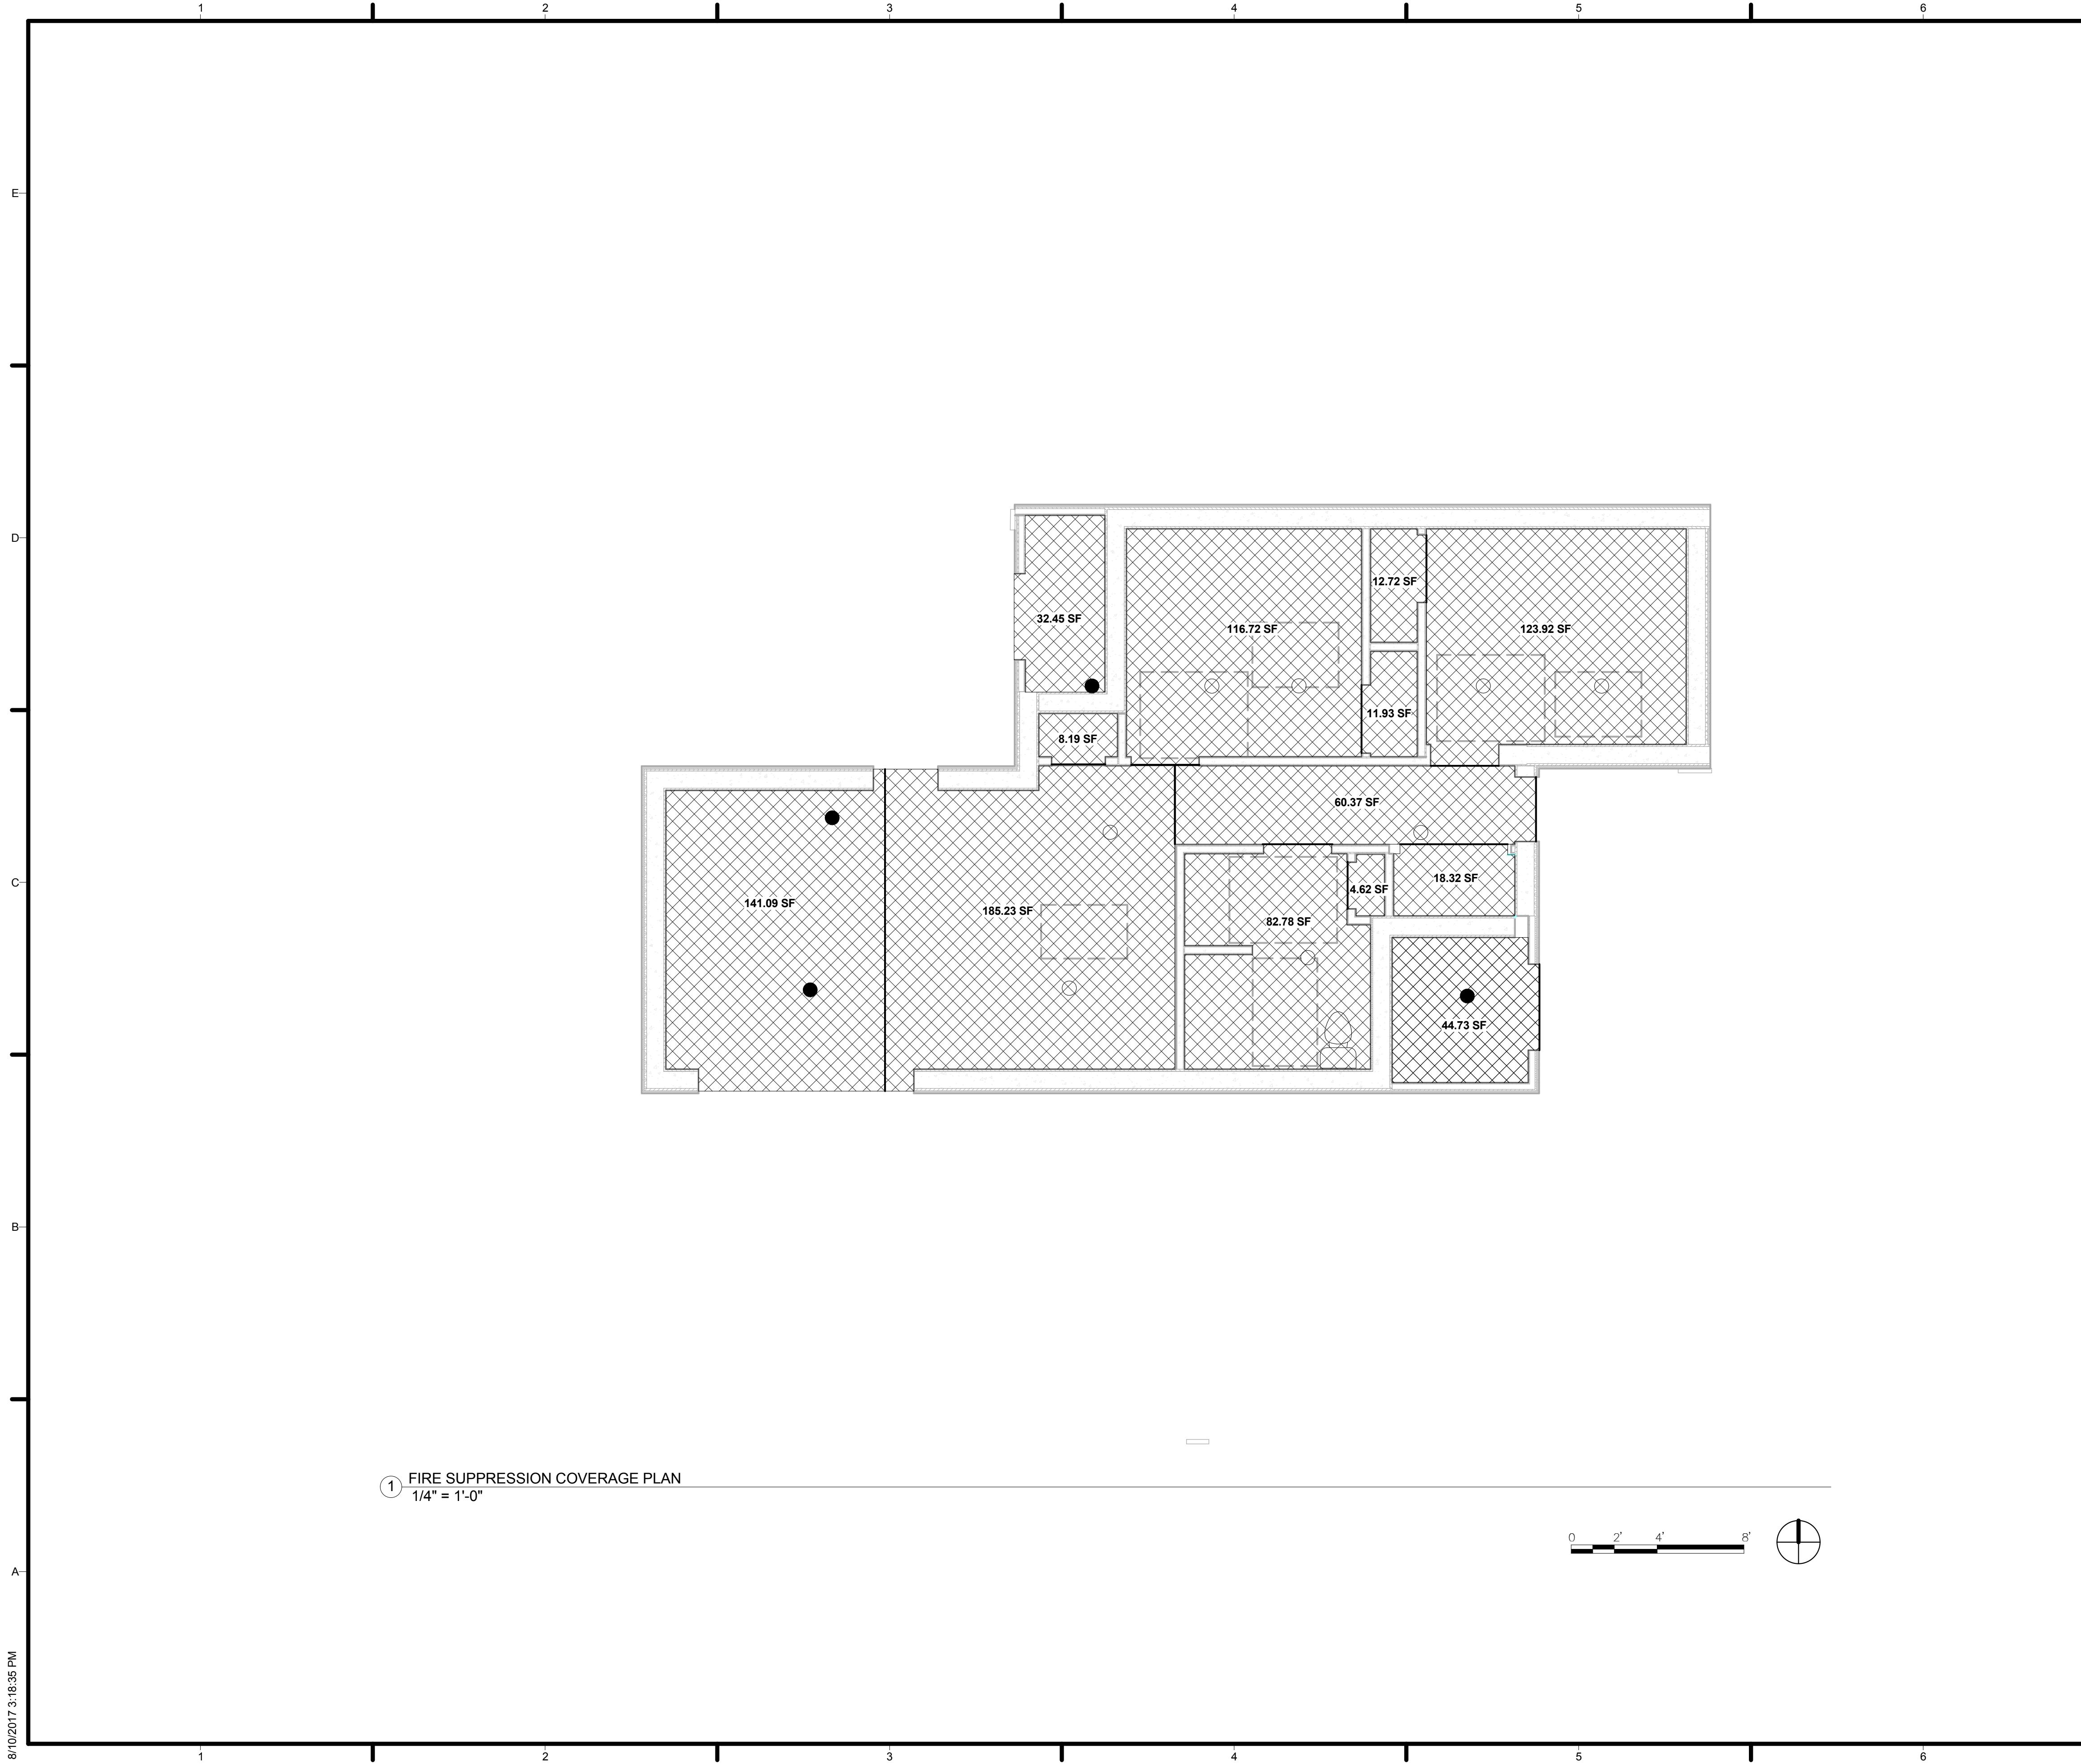 1 2 3 4 5 6
E
D
C
B
A
32.45 SF
116.72 SF
12.72 SF
123.92 SF
11.93 SF
8.19 SF
60.37 SF
141.09 SF
185.23 SF
82.78 SF
4.62 SF
18.32 SF
44.73 SF
1 FIRE SUPPRESSION COVERAGE PLAN
1/4" = 1'-0"
0 2' 4' 8'
8/10/2017 3:18:35 PM
1 2 3 4 5 6